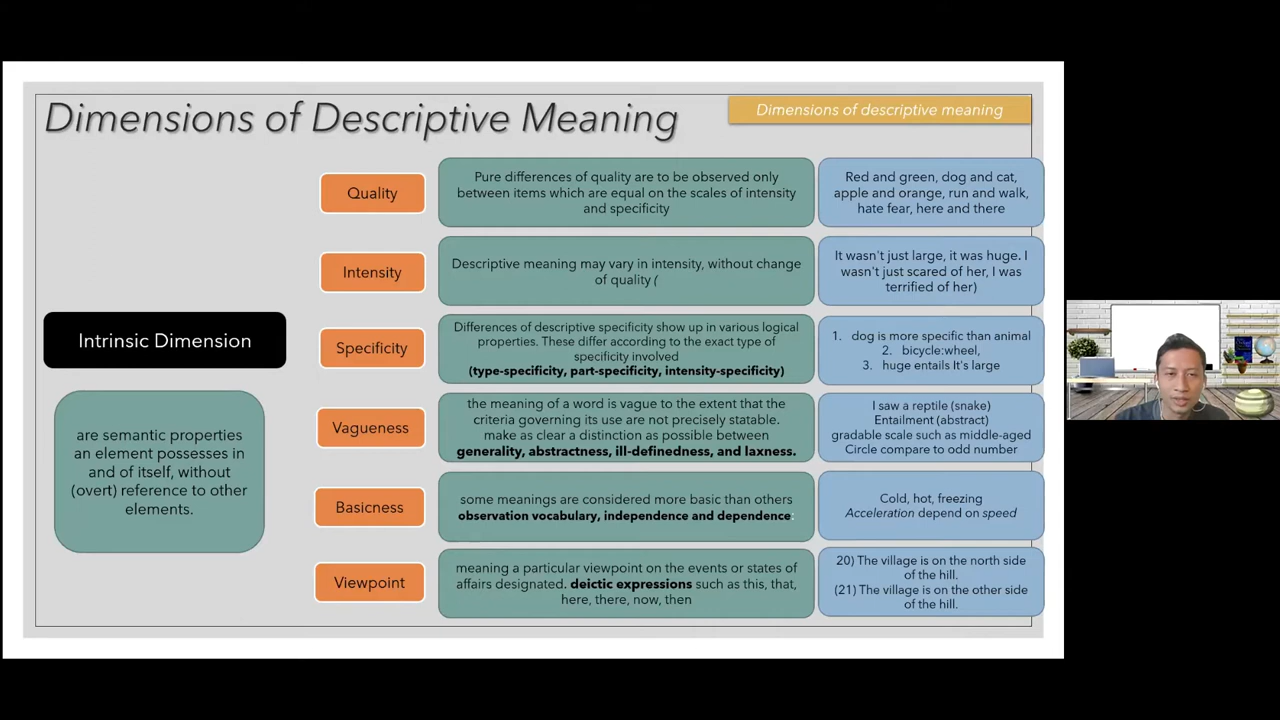 Dimensions of Descriptive Meaning
Dimensions of descriptive meaning
Intrinsic Dimension
are semantic properties
an element possesses in
and of itself, without
(overt) reference to other
elements.
Quality
Pure differences of quality are to be observed only
between items which are equal on the scales of intensity
and specificity
Red and green, dog and cat,
apple and orange, run and walk,
hate fear, here and there
Intensity
Descriptive meaning may vary in intensity, without change
of quality (
It wasn't just large, it was huge. I
wasn't just scared of her, I was
terrified of her)
Specificity
Differences of descriptive specificity show up in various logical
properties. These differ according to the exact type of
specificity involved
(type-specificity, part-specificity, intensity-specificity)
1. dog is more specific than animal
2. bicycle:wheel,
3. huge entails It's large
Vagueness
the meaning of a word is vague to the extent that the
criteria governing its use are not precisely statable.
make as clear a distinction as possible between
generality, abstractness, ill-definedness, and laxness.
I saw a reptile (snake)
Entailment (abstract)
gradable scale such as middle-aged
Circle compare to odd number
Basicness
some meanings are considered more basic than others
observation vocabulary, independence and dependence:
Cold, hot, freezing
Acceleration depend on speed
Viewpoint
meaning a particular viewpoint on the events or states of
affairs designated. deictic expressions such as this, that,
here, there, now, then
20) The village is on the north side
of the hill.
(21) The village is on the other side
of the hill.